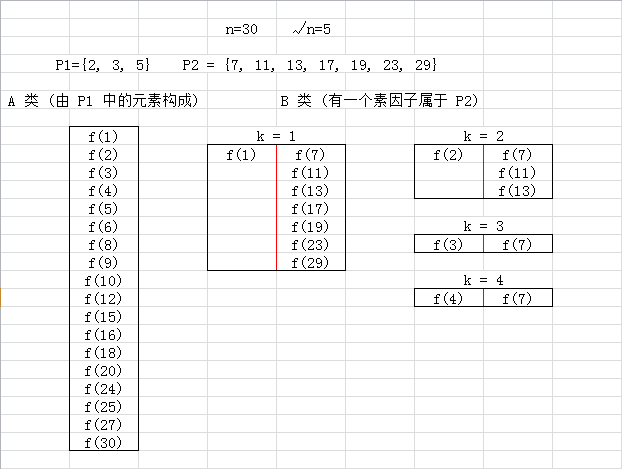 n=30 √n=5
P1={2, 3, 5} P2 = {7, 11, 13, 17, 19, 23, 29}
A 类 (由 P1 中的元素构成) B 类 (有一个素因子属于 P2)
f(1)
f(2)
f(3)
f(4)
f(5)
f(6)
f(8)
f(9)
f(10)
f(12)
f(15)
f(16)
f(18)
f(20)
f(24)
f(25)
f(27)
f(30)
k = 1
f(1) f(7)
f(11)
f(13)
f(17)
f(19)
f(23)
f(29)
k = 2
f(2) f(7)
f(11)
f(13)
k = 3
f(3) f(7)
k = 4
f(4) f(7)